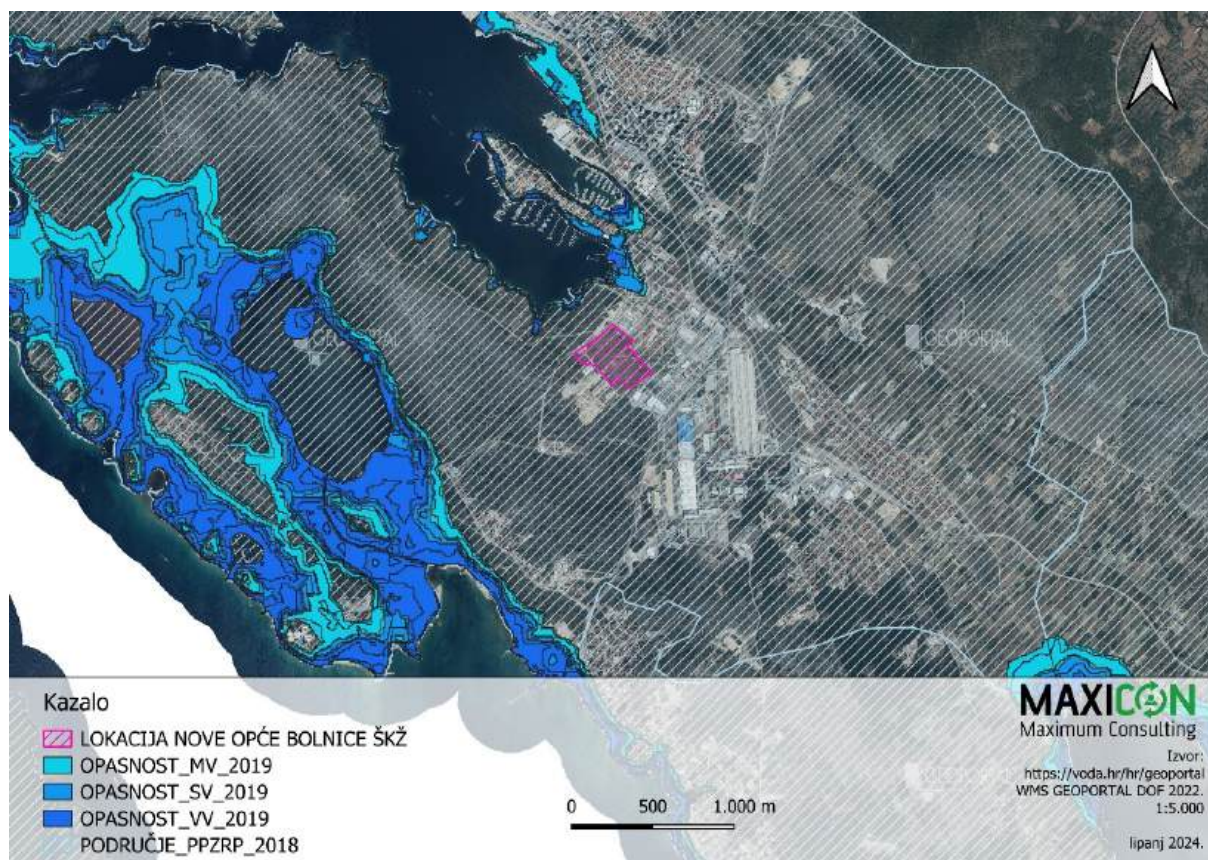 GEOPORTAL
GEOPORTAL
Kazalo
LOKACIJA NOVE OPĆE BOLNICE ŠKŽ
OPASNOST_MV_2019
OPASNOST_SV_2019
OPASNOST_VV_2019
PODRUČJE_PPZRP_2018
0 500 1.000 m
MAXICON
Maximum Consulting
Izvor:
https://voda.hr/hr/geoportal
WMS GEOPORTAL DOF 2022.
1:5.000
lipanj 2024.